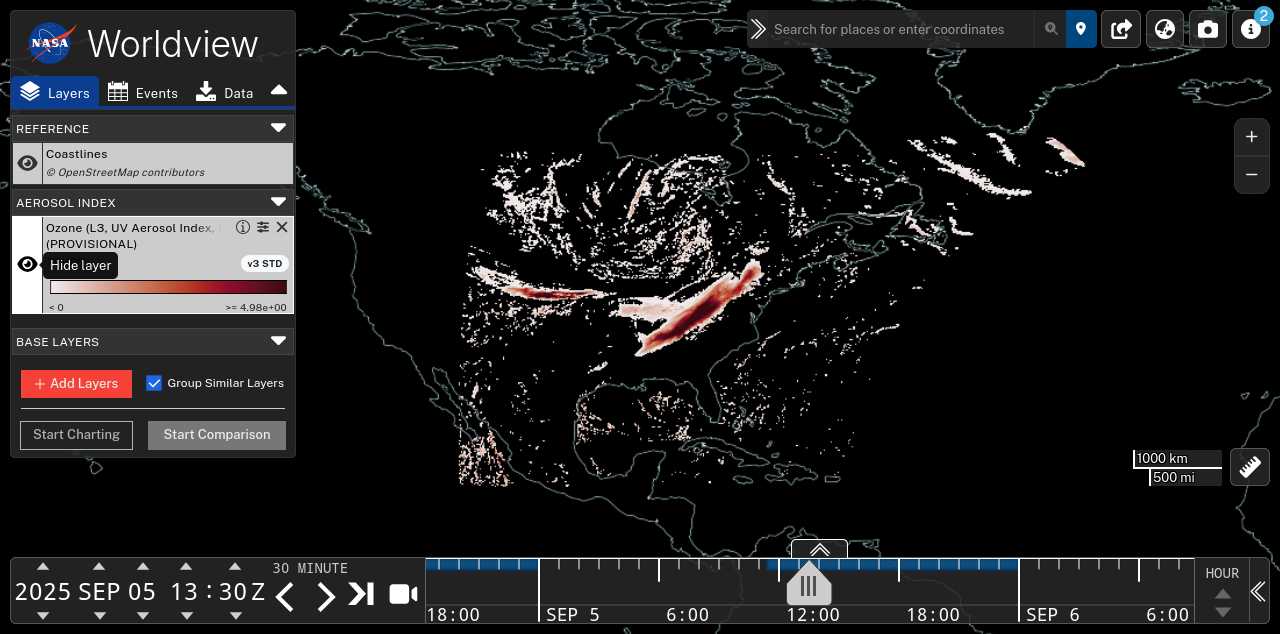 NASA
Worldview
Layers
Events
Data
REFERENCE
Coastlines
© OpenStreetMap contributors
AEROSOL INDEX
Ozone (L3, UV Aerosol Index,
(PROVISIONAL)
Hide layer
v3 STD
< 0
>= 4.98e+00
BASE LAYERS
+ Add Layers
Group Similar Layers
Start Charting
Start Comparison
Search for places or enter coordinates
2
+
−
1000 km
500 mi
2025 SEP 05 13 : 30 Z
30 MINUTE
18:00
SEP 5
6:00
12:00
18:00
SEP 6
6:00
HOUR